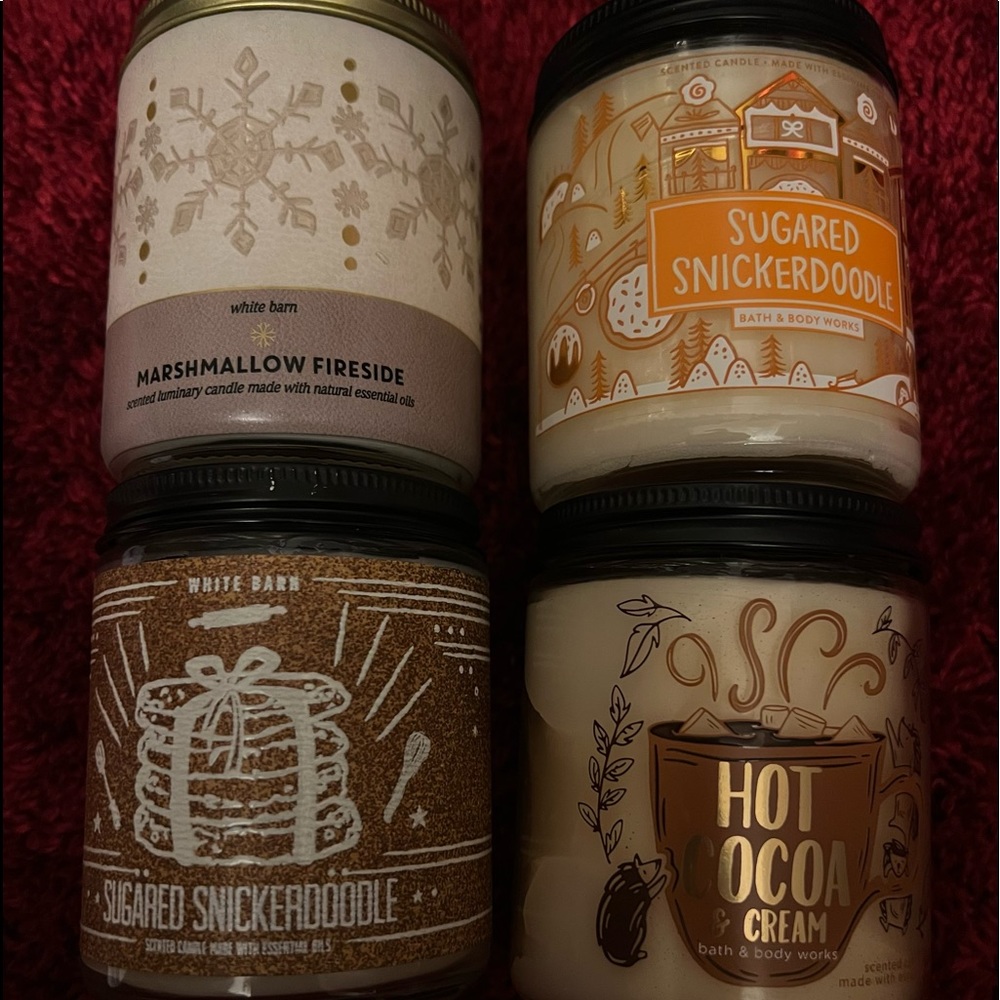 white barn
MARSHMALLOW FIRESIDE
scented luminary candle made with natural essential oils
SCENTED CANDLE • MADE WITH
SUGARED
SNICKERDOODLE
BATH & BODY WORKS
WHITE BARN
SUGARED SNICKERDOODLE
SCENTED CANDLE MADE WITH ESSENTIAL OILS
HOT
COCOA
& CREAM
bath & body works
scented
made with